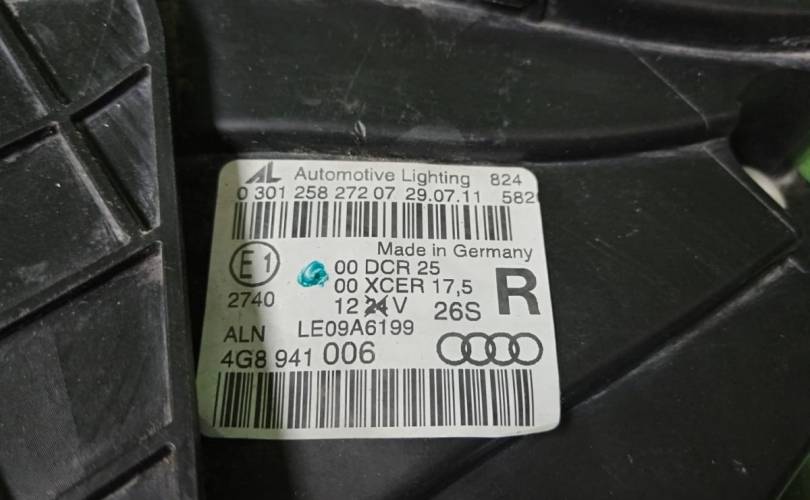 AL Automotive Lighting 824
0 301 258 272 07 29.07.11 582
Made in Germany
E1 00 DCR 25
2740 00 XCER 17,5 R
12 24 V 26S
ALN LE09A6199
4G8 941 006